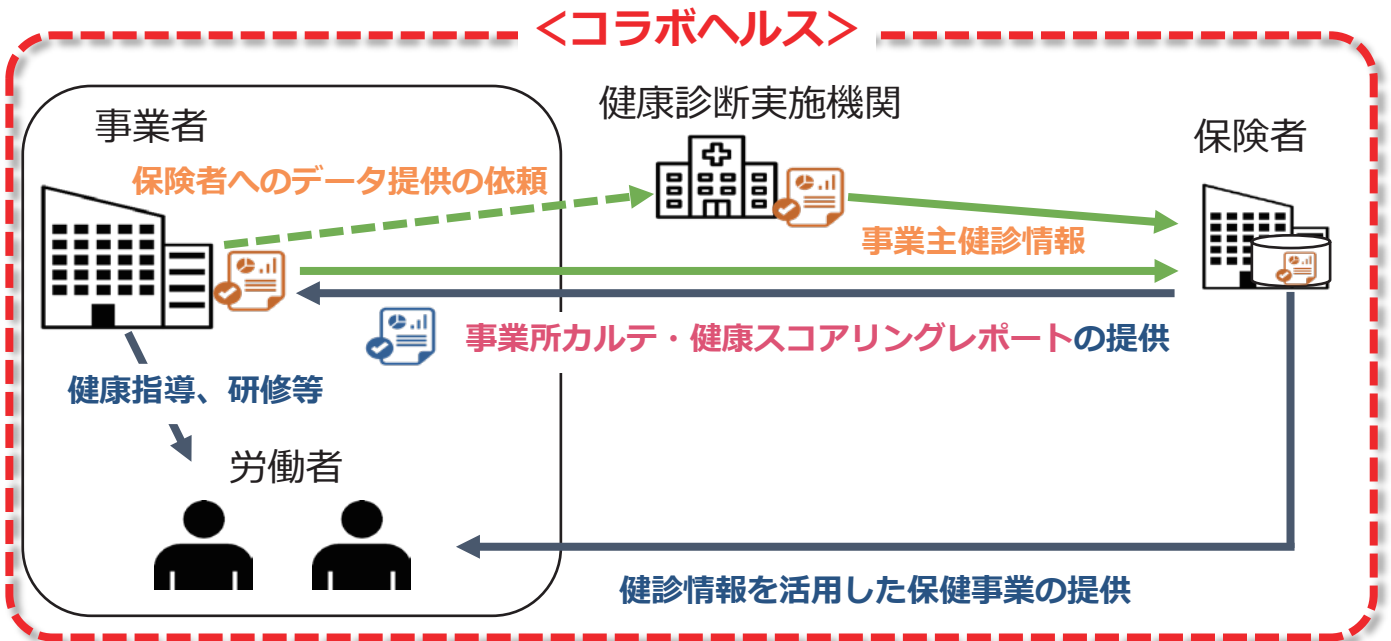 ＜コラボヘルス＞
事業者
健康診断実施機関
保険者
保険者へのデータ提供の依頼
事業主健診情報
事業所カルテ・健康スコアリングレポートの提供
健康指導、研修等
労働者
健診情報を活用した保健事業の提供